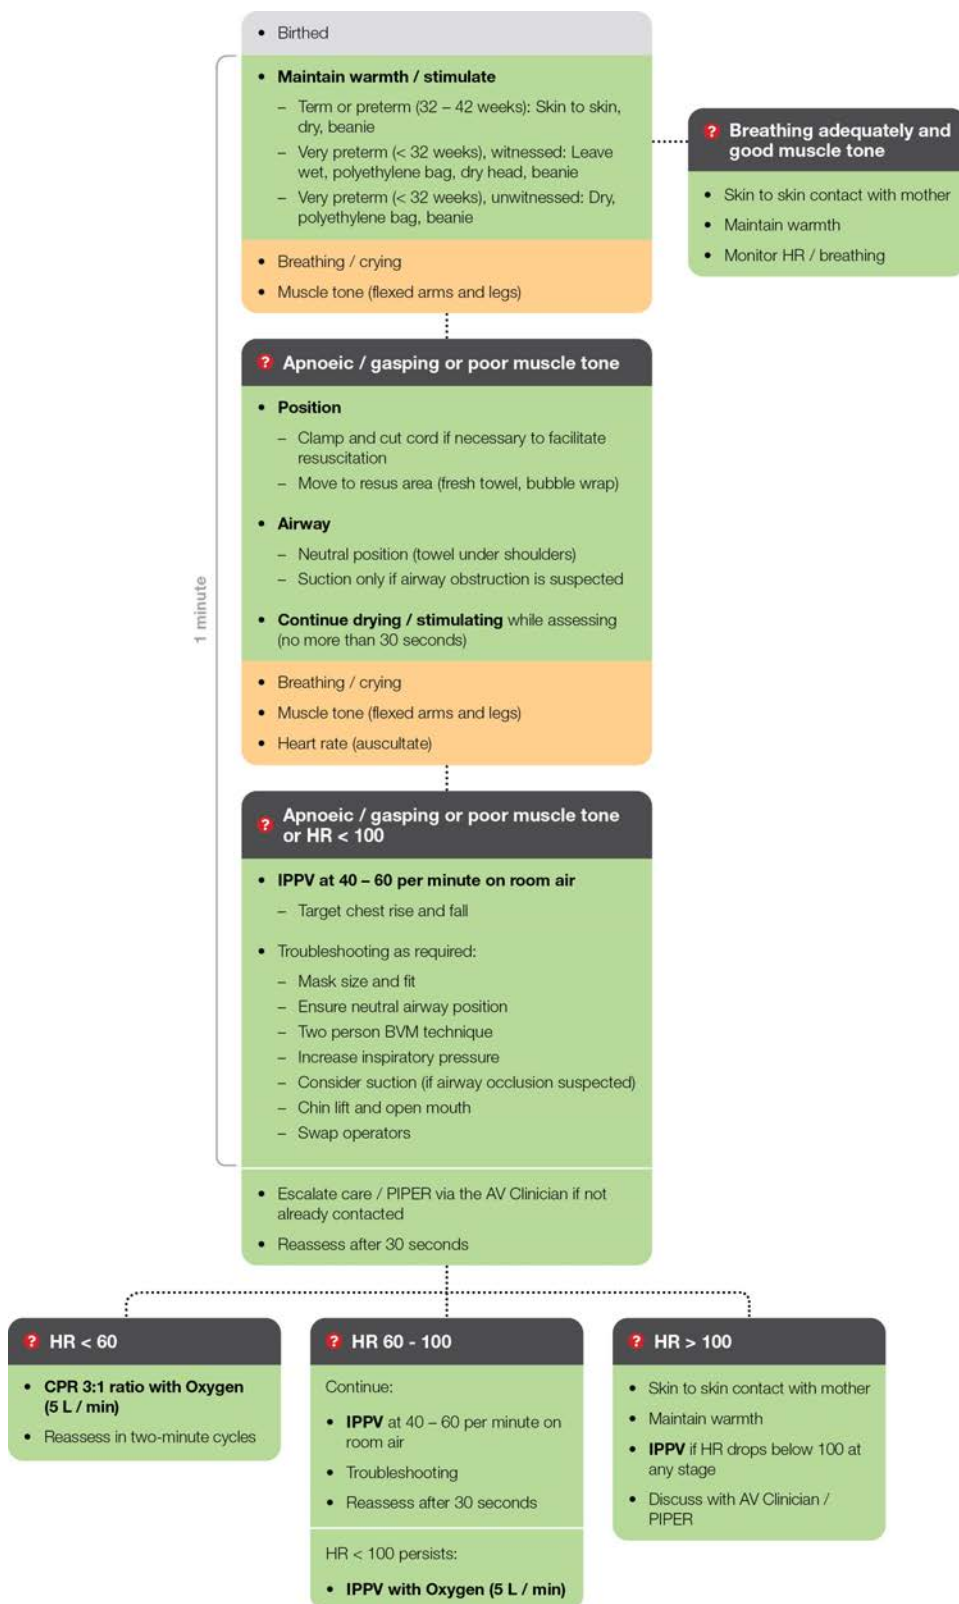 • Birthed
• Maintain warmth / stimulate
– Term or preterm (32 – 42 weeks): Skin to skin,
dry, beanie
– Very preterm (< 32 weeks), witnessed: Leave
wet, polyethylene bag, dry head, beanie
– Very preterm (< 32 weeks), unwitnessed: Dry,
polyethylene bag, beanie
• Breathing / crying
• Muscle tone (flexed arms and legs)
? Breathing adequately and
good muscle tone
• Skin to skin contact with mother
• Maintain warmth
• Monitor HR / breathing
1 minute
? Apnoeic / gasping or poor muscle tone
• Position
– Clamp and cut cord if necessary to facilitate
resuscitation
– Move to resus area (fresh towel, bubble wrap)
• Airway
– Neutral position (towel under shoulders)
– Suction only if airway obstruction is suspected
• Continue drying / stimulating while assessing
(no more than 30 seconds)
• Breathing / crying
• Muscle tone (flexed arms and legs)
• Heart rate (auscultate)
? Apnoeic / gasping or poor muscle tone
or HR < 100
• IPPV at 40 – 60 per minute on room air
– Target chest rise and fall
• Troubleshooting as required:
– Mask size and fit
– Ensure neutral airway position
– Two person BVM technique
– Increase inspiratory pressure
– Consider suction (if airway occlusion suspected)
– Chin lift and open mouth
– Swap operators
• Escalate care / PIPER via the AV Clinician if not
already contacted
• Reassess after 30 seconds
? HR < 60
• CPR 3:1 ratio with Oxygen
(5 L / min)
• Reassess in two-minute cycles
? HR 60 - 100
Continue:
• IPPV at 40 – 60 per minute on
room air
• Troubleshooting
• Reassess after 30 seconds
HR < 100 persists:
• IPPV with Oxygen (5 L / min)
? HR > 100
• Skin to skin contact with mother
• Maintain warmth
• IPPV if HR drops below 100 at
any stage
• Discuss with AV Clinician /
PIPER